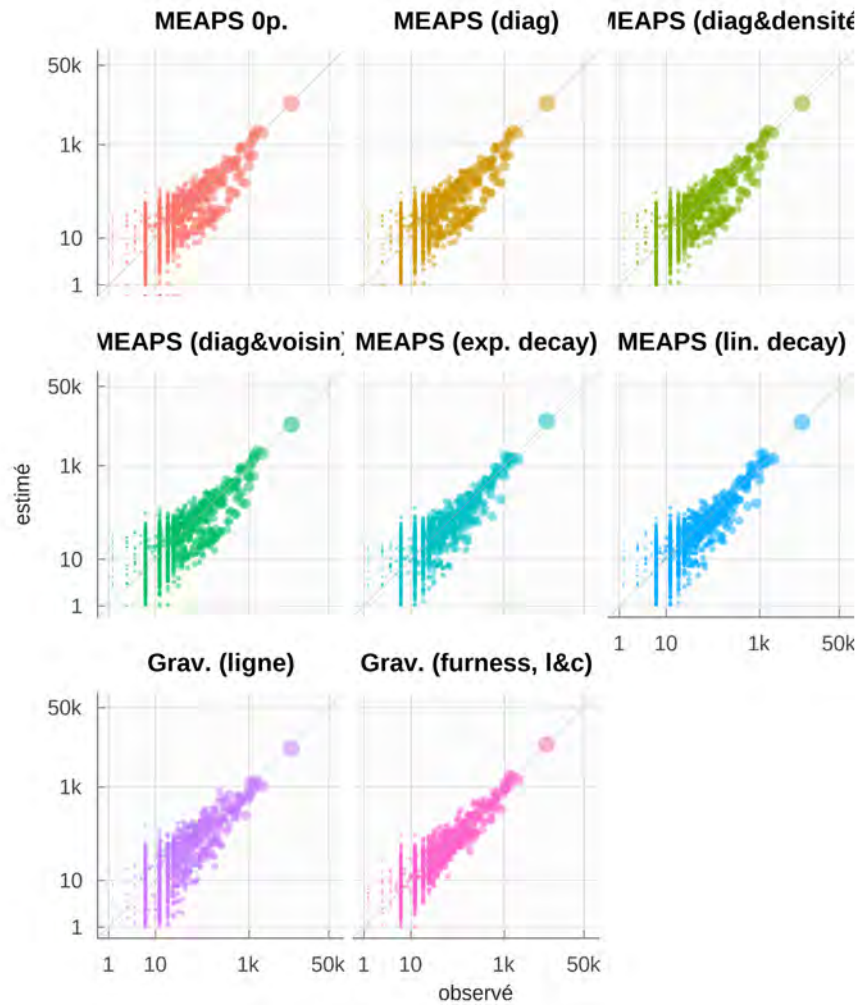 MEAPS 0p. MEAPS (diag) MEAPS (diag&densité
50k
1k
10
1
MEAPS (diag&voisin) MEAPS (exp. decay) MEAPS (lin. decay)
50k
1k
10
1
estimé
1 10 1k 50k
Grav. (ligne) Grav. (furness, l&c)
50k
1k
10
1
1 10 1k 50k 1 10 1k 50k
observé